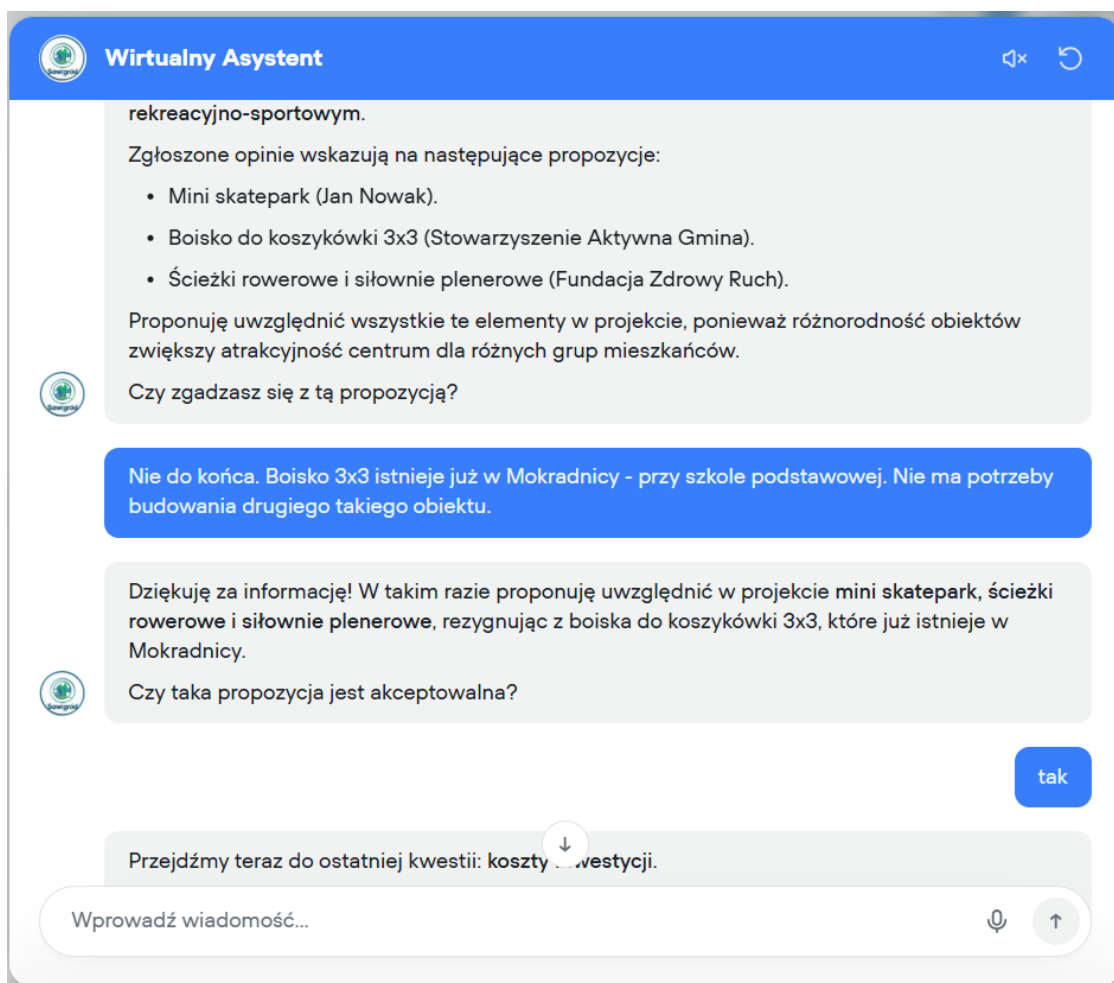 Wirtualny Asystent
rekreacyjno-sportowym.
Zgłoszone opinie wskazują na następujące propozycje:
• Mini skatepark (Jan Nowak).
• Boisko do koszykówki 3x3 (Stowarzyszenie Aktywna Gmina).
• Ścieżki rowerowe i siłownie plenerowe (Fundacja Zdrowy Ruch).
Proponuję uwzględnić wszystkie te elementy w projekcie, ponieważ różnorodność obiektów
zwiększy atrakcyjność centrum dla różnych grup mieszkańców.
Czy zgadzasz się z tą propozycją?
Nie do końca. Boisko 3x3 istnieje już w Mokradnicy - przy szkole podstawowej. Nie ma potrzeby
budowania drugiego takiego obiektu.
Dziękuję za informację! W takim razie proponuję uwzględnić w projekcie mini skatepark, ścieżki
rowerowe i siłownie plenerowe, rezygnując z boiska do koszykówki 3x3, które już istnieje w
Mokradnicy.
Czy taka propozycja jest akceptowalna?
tak
Przejdźmy teraz do ostatniej kwestii: koszty
Wprowadź wiadomość...